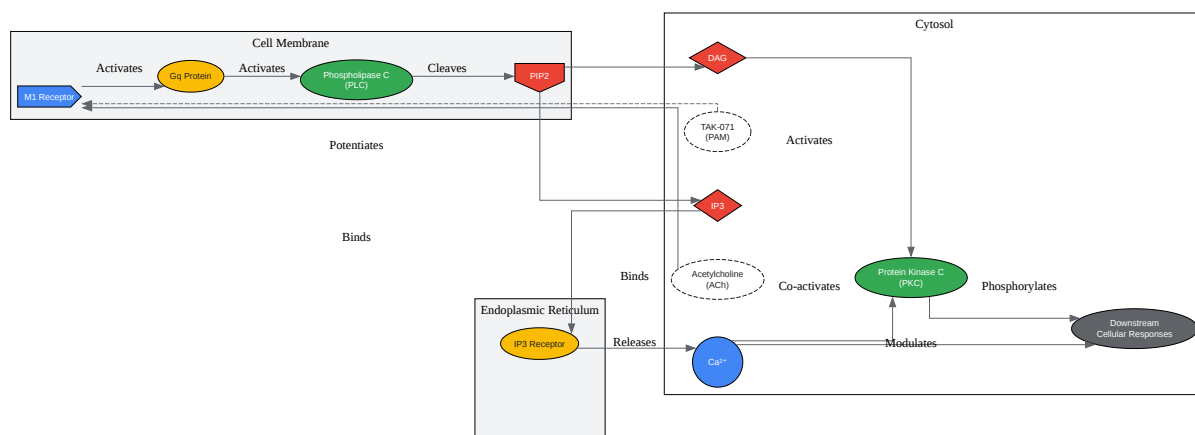 Cytosol
Cell Membrane
DAG
Activates
Activates
Cleaves
Gq Protein
Phospholipase C
(PLC)
PIP2
M1 Receptor
TAK-071
(PAM)
Potentiates
Activates
IP3
Binds
Binds
Acetylcholine
(ACh)
Co-activates
Protein Kinase C
(PKC)
Phosphorylates
Endoplasmic Reticulum
IP3 Receptor
Releases
Ca²⁺
Modulates
Downstream
Cellular Responses